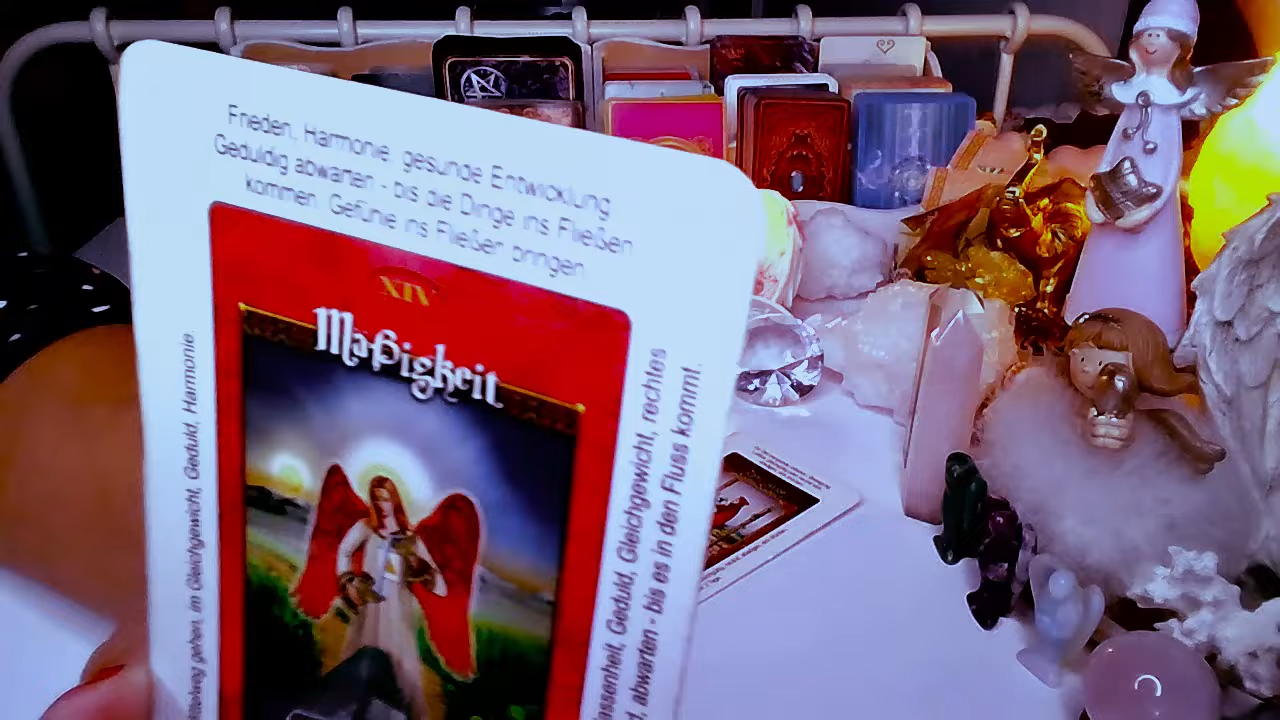 Frieden, Harmonie, gesunde Entwicklung
Geduldig abwarten - bis die Dinge ins Fließen
kommen. Gefühle ins Fließen bringen
XIV
Mäßigkeit
gehen, im Gleichgewicht, Geduld, Harmonie.
Geduld, Gleichgewicht, rechtes
abwarten - bis es in den Fluss kommt.